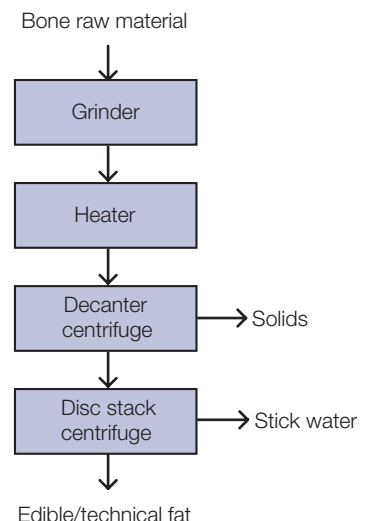 Bone raw material
Grinder
Heater
Decanter
centrifuge
Solids
Disc stack
centrifuge
Stick water
Edible/technical fat